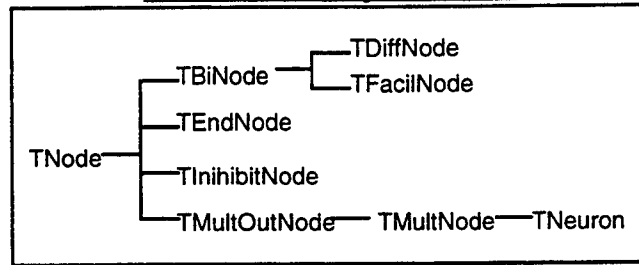 TDiffNode
TBiNode
TFacilNode
TEndNode
TNode
TInihibitNode
TMultOutNode TMultNode TNeuron